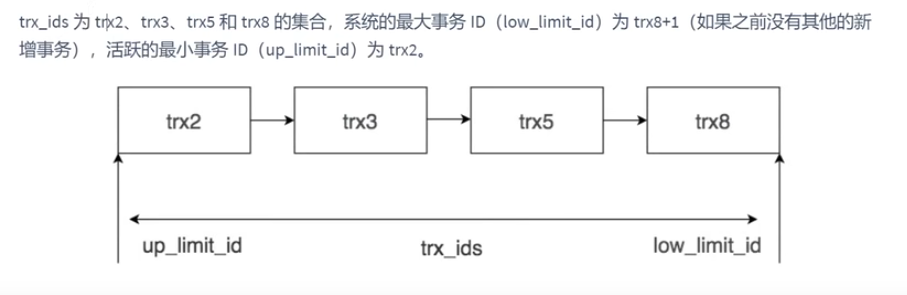 trx_ids 为 trx2、trx3、trx5 和 trx8 的集合，系统的最大事务 ID（low_limit_id）为 trx8+1（如果之前没有其他的新
增事务），活跃的最小事务 ID（up_limit_id）为 trx2。
trx2 trx3 trx5 trx8
up_limit_id trx_ids low_limit_id